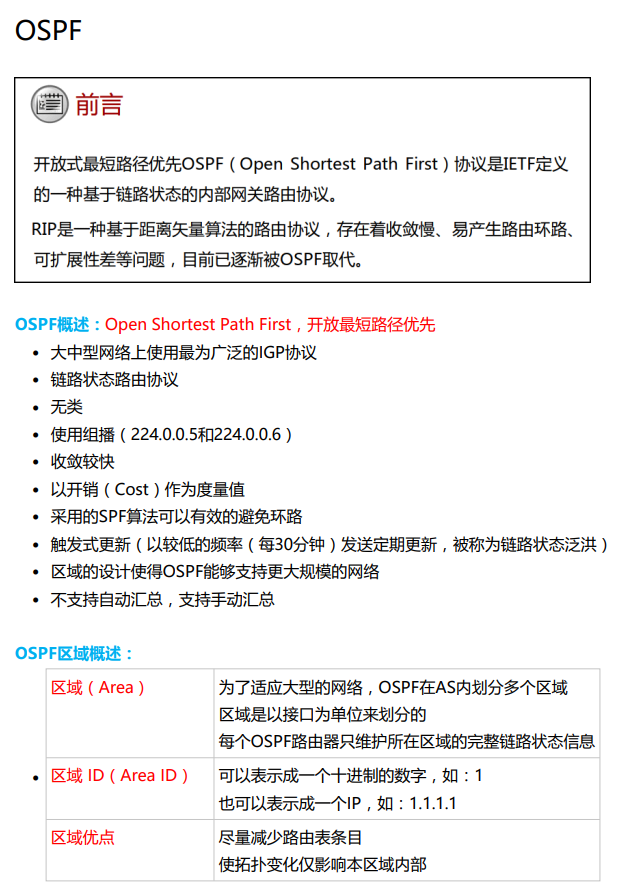 OSPF
前言
开放式最短路径优先OSPF（Open Shortest Path First）协议是IETF定义
的一种基于链路状态的内部网关路由协议。
RIP是一种基于距离矢量算法的路由协议，存在着收敛慢、易产生路由环路、
可扩展性差等问题，目前已逐渐被OSPF取代。
OSPF概述：Open Shortest Path First，开放最短路径优先
• 大中型网络上使用最为广泛的IGP协议
• 链路状态路由协议
• 无类
• 使用组播（224.0.0.5和224.0.0.6）
• 收敛较快
• 以开销（Cost）作为度量值
• 采用的SPF算法可以有效的避免环路
• 触发式更新（以较低的频率（每30分钟）发送定期更新，被称为链路状态泛洪）
• 区域的设计使得OSPF能够支持更大规模的网络
• 不支持自动汇总，支持手动汇总
OSPF区域概述：
区域（Area）
为了适应大型的网络，OSPF在AS内划分多个区域
区域是以接口为单位来划分的
每个OSPF路由器只维护所在区域的完整链路状态信息
• 区域 ID（Area ID）
可以表示成一个十进制的数字，如：1
也可以表示成一个IP，如：1.1.1.1
区域优点
尽量减少路由表条目
使拓扑变化仅影响本区域内部